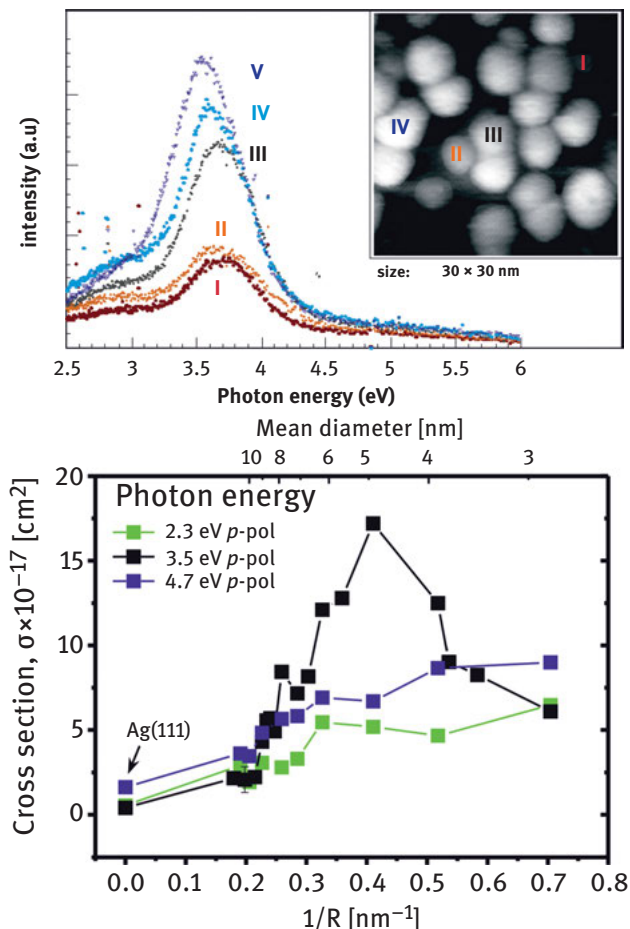 V
IV
III
II
I
intensity (a.u)
2.5 3 3.5 4 4.5 5 5.5 6
Photon energy (eV)
I
IV
III
II
size: 30 × 30 nm
Mean diameter [nm]
10 8 6 5 4 3
Photon energy
2.3 eV p-pol
3.5 eV p-pol
4.7 eV p-pol
Ag(111)
Cross section, σ×10⁻¹⁷ [cm²]
20
15
10
5
0
0.0 0.1 0.2 0.3 0.4 0.5 0.6 0.7 0.8
1/R [nm⁻¹]